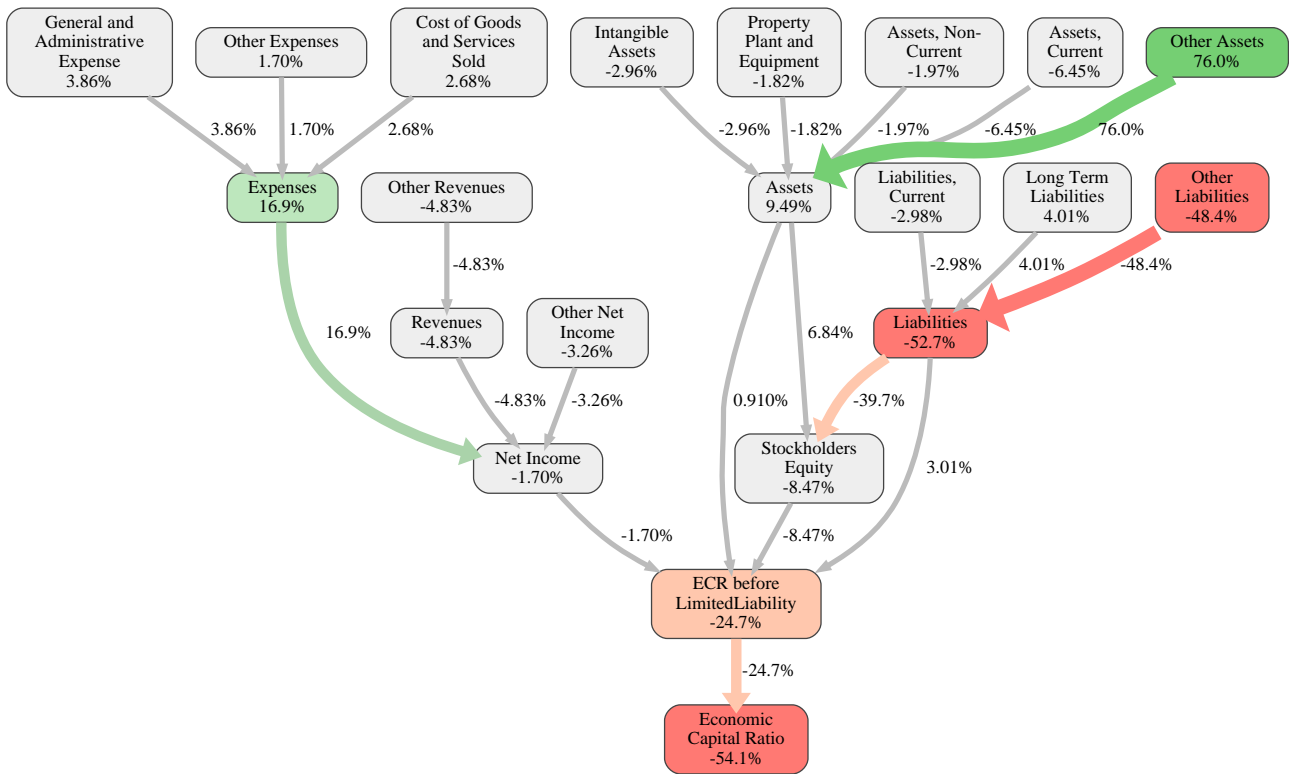 General and
Administrative
Expense
3.86%
Other Expenses
1.70%
Cost of Goods
and Services
Sold
2.68%
Intangible
Assets
-2.96%
Property
Plant and
Equipment
-1.82%
Assets, Non-
Current
-1.97%
Assets,
Current
-6.45%
Other Assets
76.0%
3.86%
1.70%
2.68%
-2.96%
-1.82%
-1.97%
-6.45%
76.0%
Expenses
16.9%
Other Revenues
-4.83%
Assets
9.49%
Liabilities,
Current
-2.98%
Long Term
Liabilities
4.01%
Other
Liabilities
-48.4%
-4.83%
-2.98%
4.01%
-48.4%
16.9%
Revenues
-4.83%
Other Net
Income
-3.26%
6.84%
Liabilities
-52.7%
-4.83%
-3.26%
0.910%
-39.7%
Net Income
-1.70%
Stockholders
Equity
-8.47%
3.01%
-1.70%
-8.47%
ECR before
LimitedLiability
-24.7%
-24.7%
Economic
Capital Ratio
-54.1%